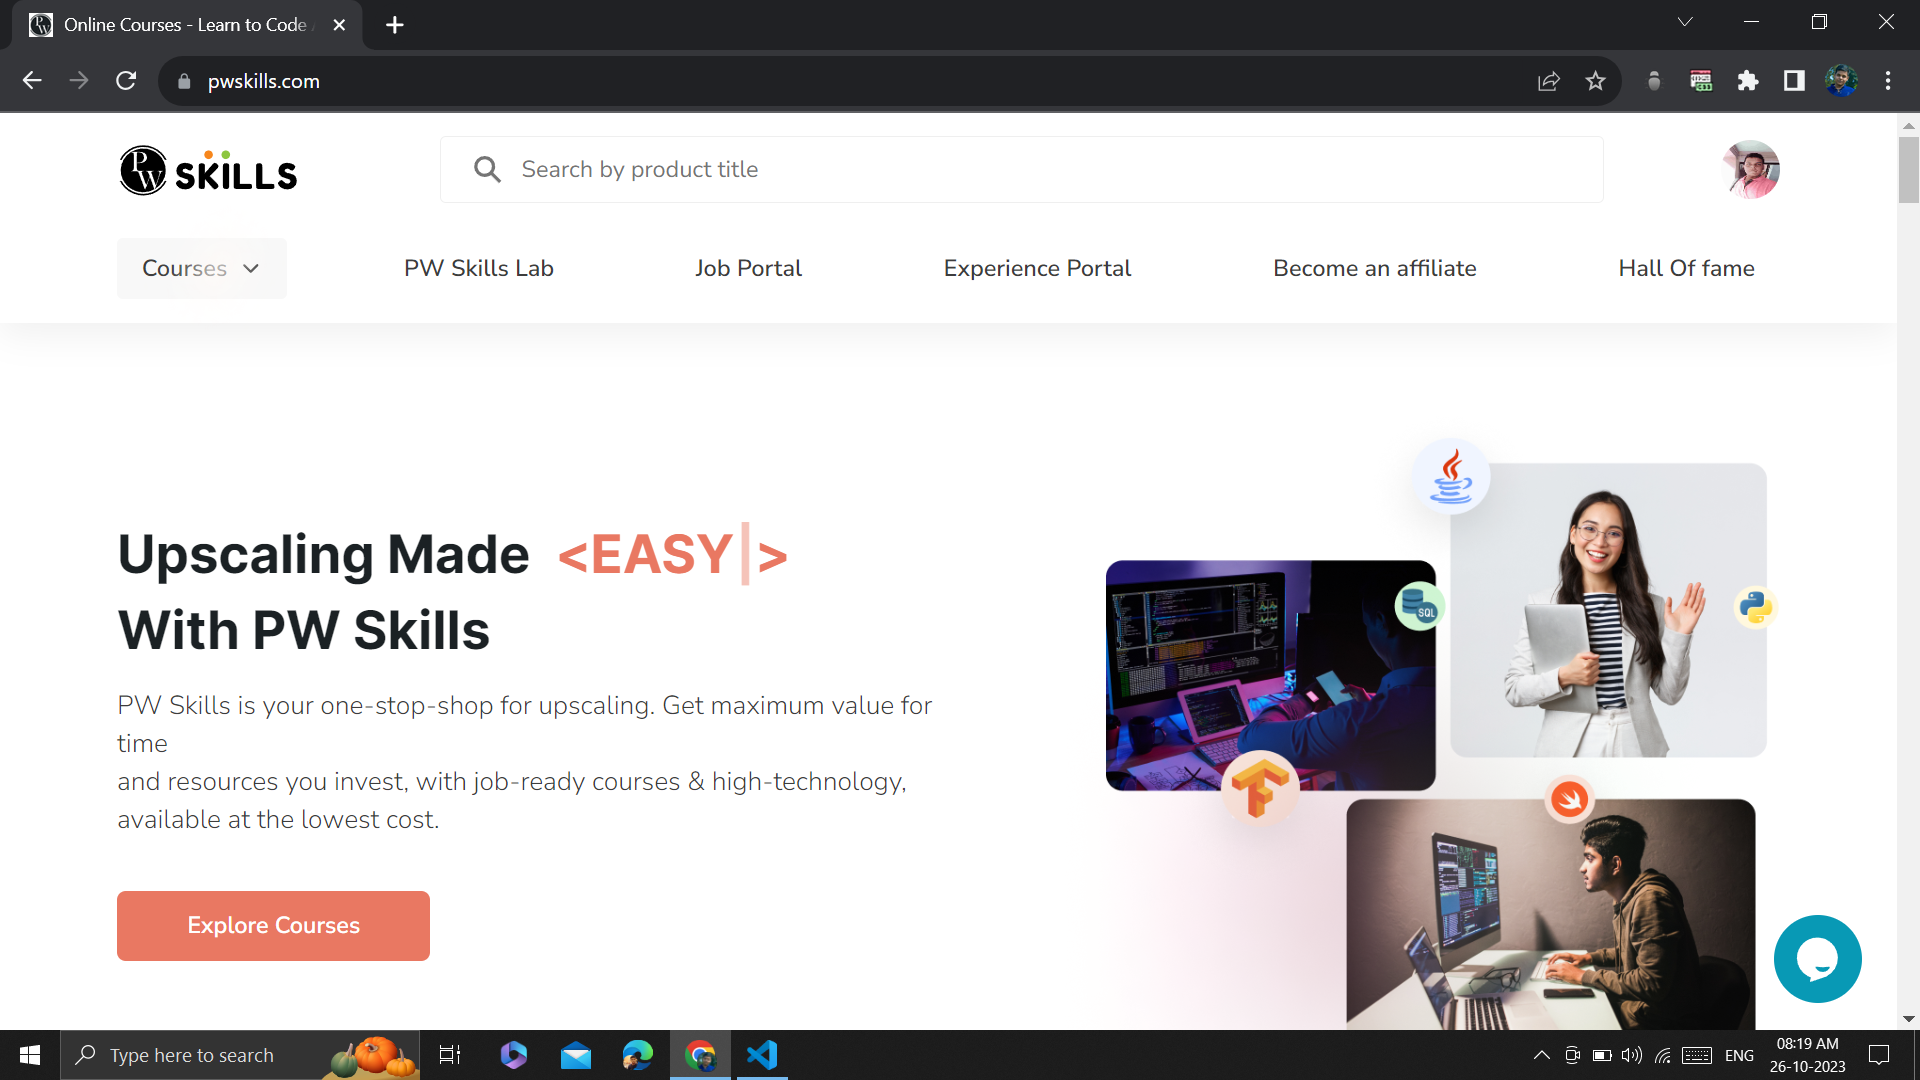 Online Courses - Learn to Code
pwskills.com
PW SKILLS
Search by product title
Courses
PW Skills Lab
Job Portal
Experience Portal
Become an affiliate
Hall Of fame
Upscaling Made <EASY|>
With PW Skills
PW Skills is your one-stop-shop for upscaling. Get maximum value for
time
and resources you invest, with job-ready courses & high-technology,
available at the lowest cost.
SQL
Explore Courses
Type here to search
ENG
08:19 AM
26-10-2023